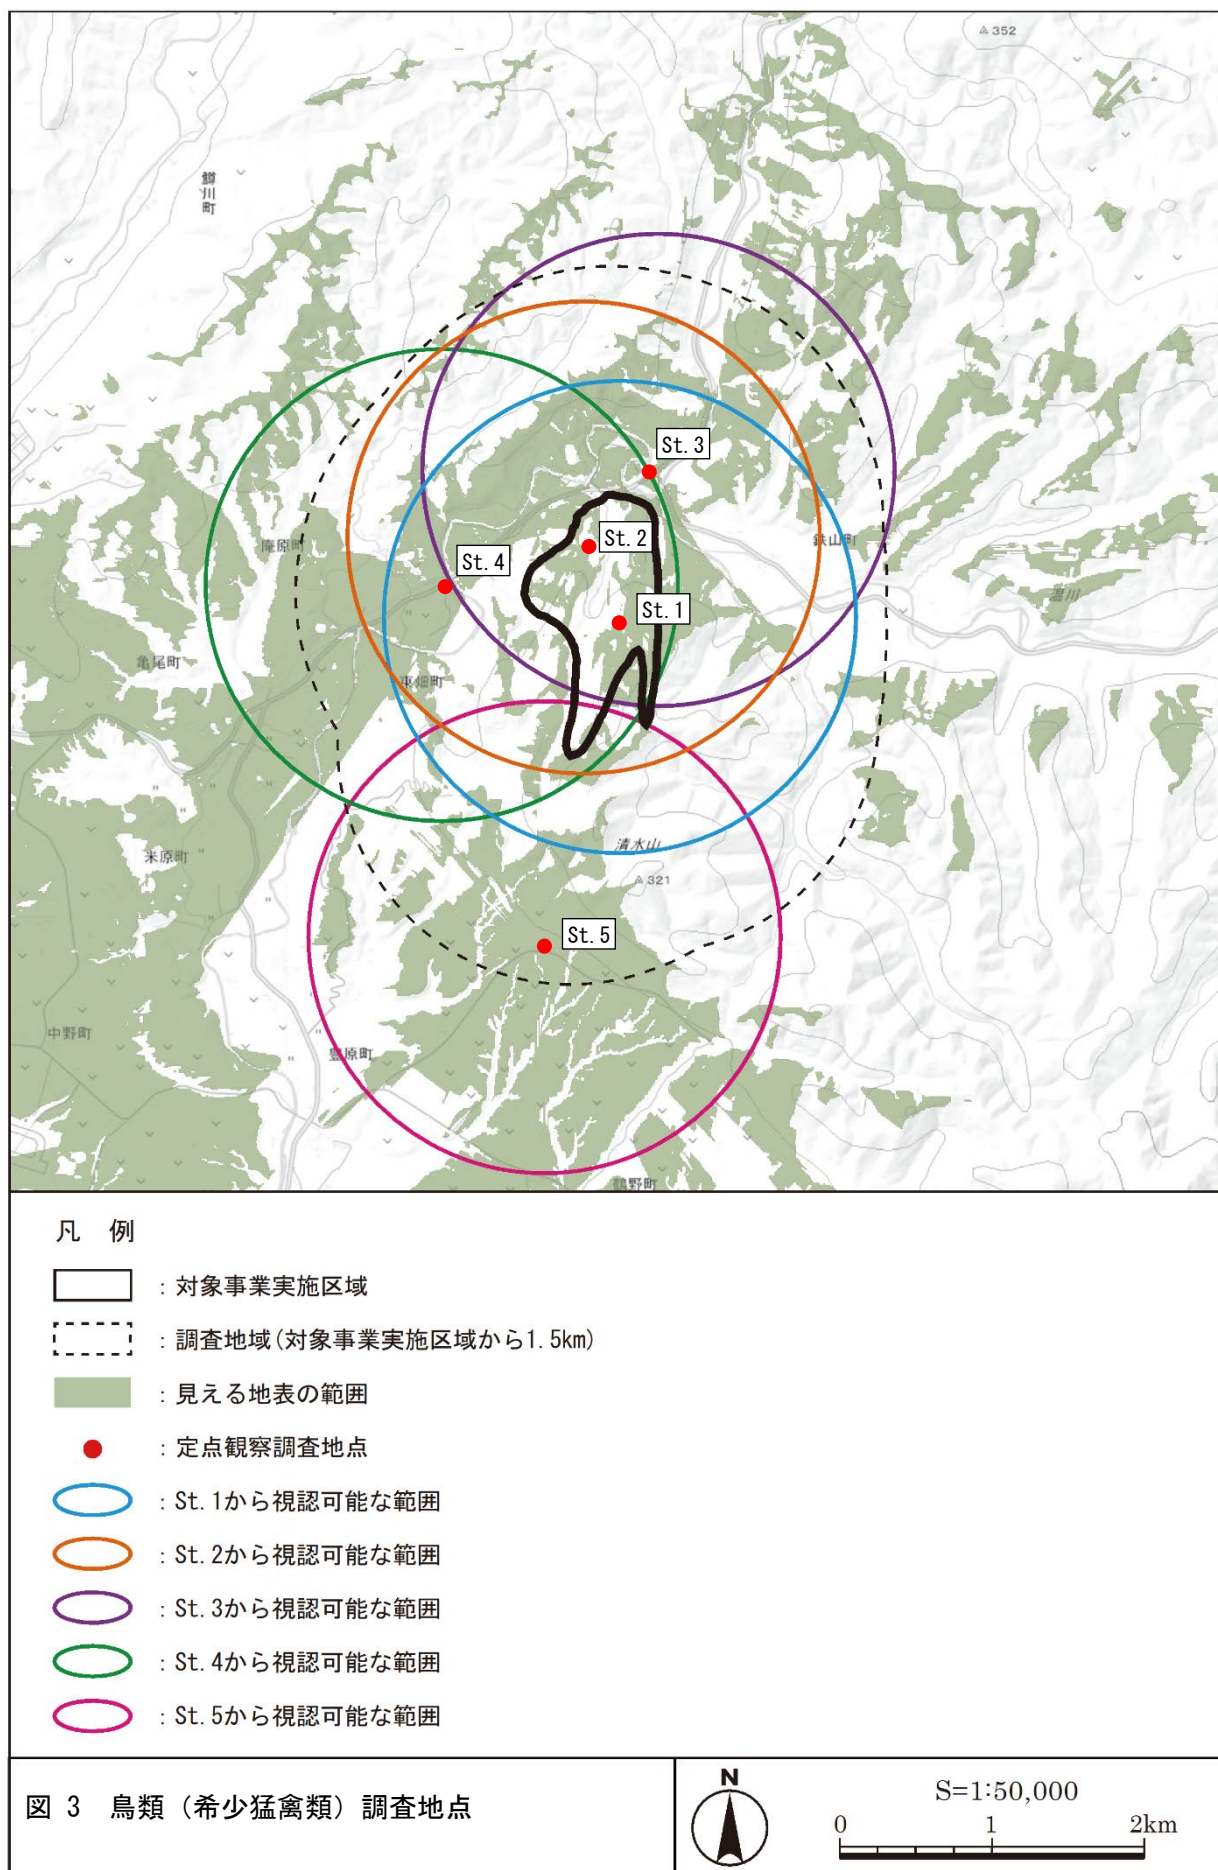 352
鱒川町
St.3
庵原町
St.2
鉄山町
St.4
温川
St.1
亀尾町
東畑町
清水山
米原町
321
St.5
中野町
豊原町
鶴野町
凡 例
：対象事業実施区域
：調査地域(対象事業実施区域から1.5km)
：見える地表の範囲
：定点観察調査地点
：St.1から視認可能な範囲
：St.2から視認可能な範囲
：St.3から視認可能な範囲
：St.4から視認可能な範囲
：St.5から視認可能な範囲
図 3 鳥類（希少猛禽類）調査地点
N
S=1:50,000
0 1 2km